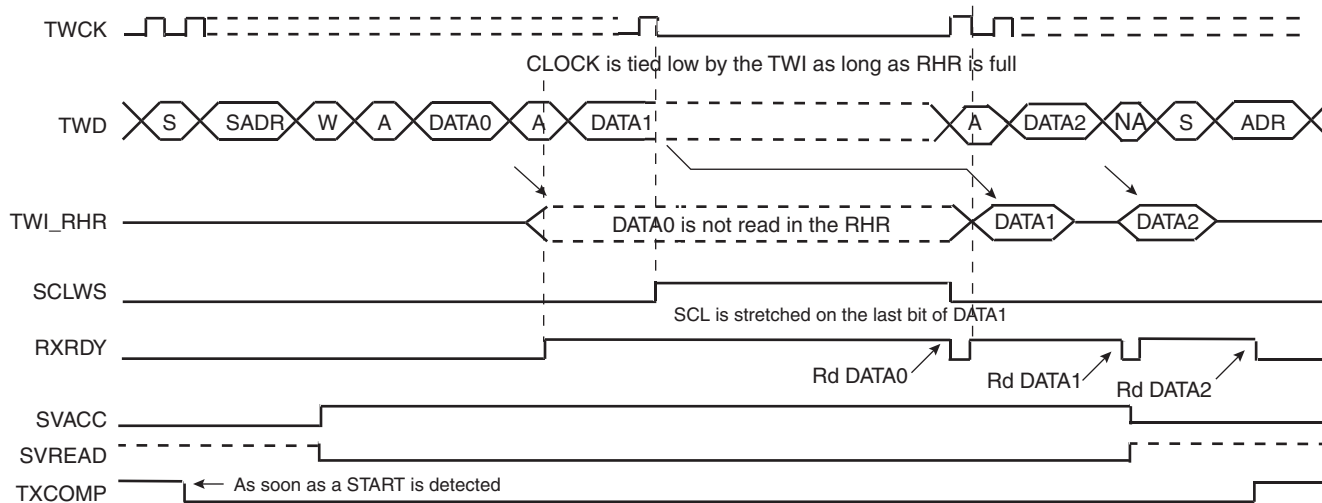 TWCK
CLOCK is tied low by the TWI as long as RHR is full
TWD S SADR W A DATA0 A DATA1 A DATA2 NA S ADR
TWI_RHR DATA0 is not read in the RHR DATA1 DATA2
SCLWS
SCL is stretched on the last bit of DATA1
RXRDY
Rd DATA0 Rd DATA1 Rd DATA2
SVACC
SVREAD
TXCOMP As soon as a START is detected